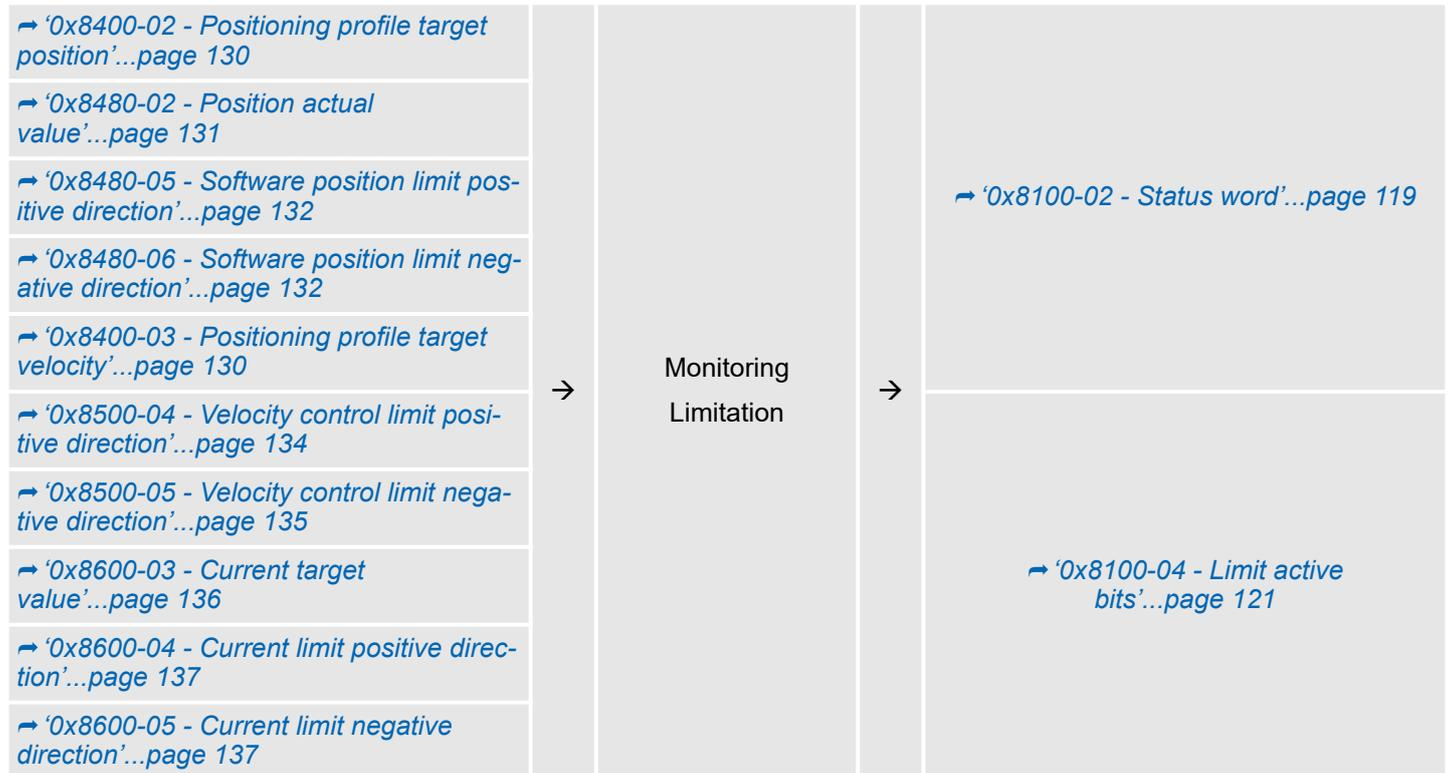 ➦ ‘0x8400-02 - Positioning profile target
position’...page 130
➦ ‘0x8480-02 - Position actual
value’...page 131
➦ ‘0x8480-05 - Software position limit pos-
itive direction’...page 132
➦ ‘0x8480-06 - Software position limit neg-
ative direction’...page 132
➦ ‘0x8400-03 - Positioning profile target
velocity’...page 130
➦ ‘0x8500-04 - Velocity control limit posi-
tive direction’...page 134
➦ ‘0x8500-05 - Velocity control limit nega-
tive direction’...page 135
➦ ‘0x8600-03 - Current target
value’...page 136
➦ ‘0x8600-04 - Current limit positive direc-
tion’...page 137
➦ ‘0x8600-05 - Current limit negative
direction’...page 137
→
Monitoring
Limitation
→
➦ ‘0x8100-02 - Status word’...page 119
➦ ‘0x8100-04 - Limit active
bits’...page 121